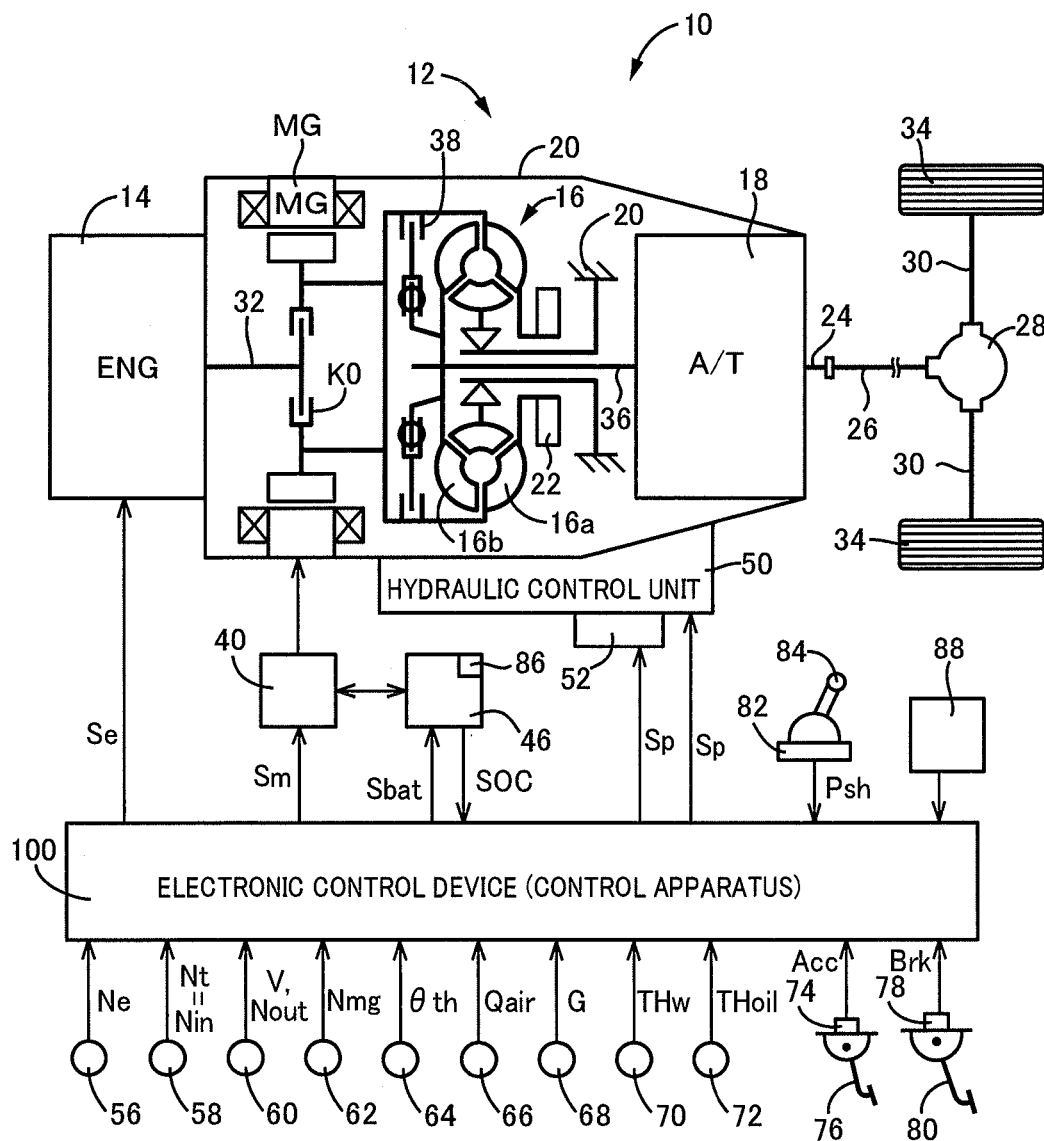 10
12
MG
38
20
34
14
MG
16
20
18
30
32
24
28
ENG
K0
A/T
36
26
22
30
16b
16a
34
50
HYDRAULIC CONTROL UNIT
40
86
52
84
88
82
46
Se
Sm
Sbat
SOC
Sp
Sp
Psh
100
ELECTRONIC CONTROL DEVICE (CONTROL APPARATUS)
Ne
Nt
=
Nin
V,
Nout
Nmg
θth
Qair
G
THw
THoil
Acc
74
Brk
78
56
58
60
62
64
66
68
70
72
76
80